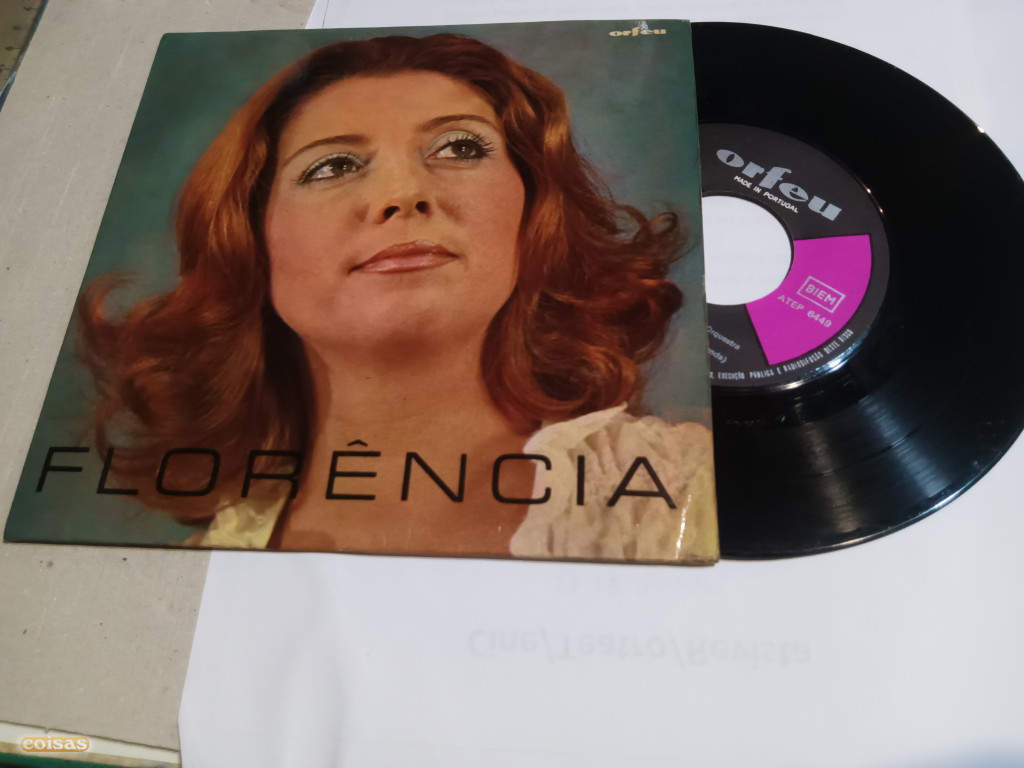 orfeu
FLORÊNCIA
orfeu
MADE IN PORTUGAL
BIEM
ATEP 6449
Orquestra
EXECUÇÃO PÚBLICA E RADIODIFUSÃO DESTE DISCO
Cine/Teatro/Revista
coisas